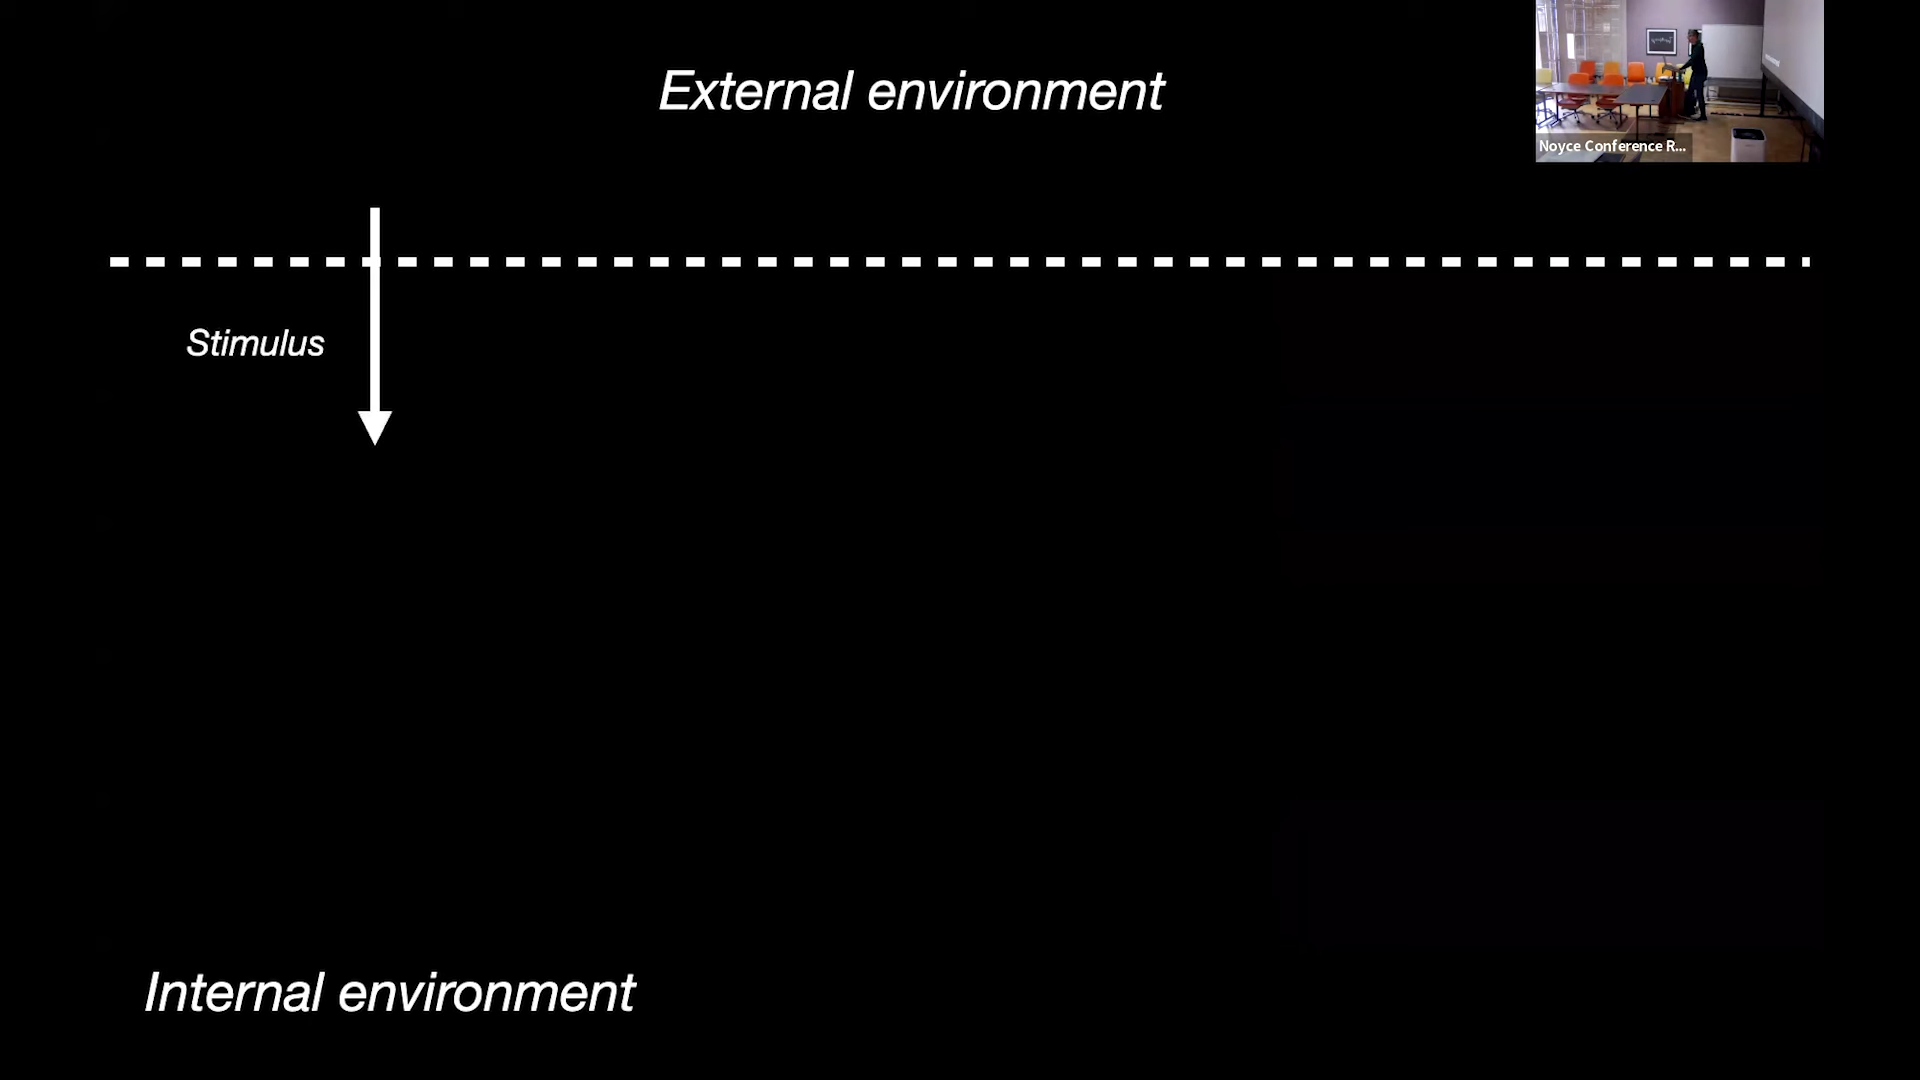 External environment
Noyce Conference R...
Stimulus
Internal environment